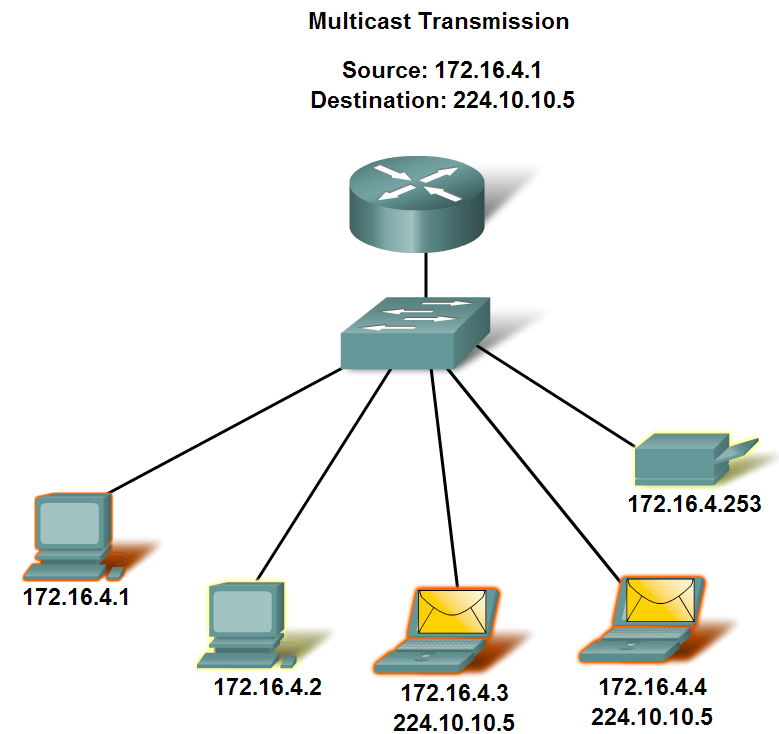 Multicast Transmission
Source: 172.16.4.1
Destination: 224.10.10.5
172.16.4.253
172.16.4.1
172.16.4.2
172.16.4.3
224.10.10.5
172.16.4.4
224.10.10.5